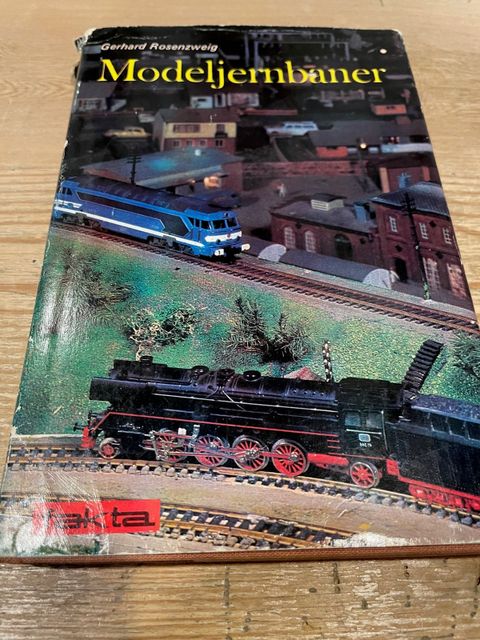 Gerhard Rosenzweig
Modeljernbaner
fakta